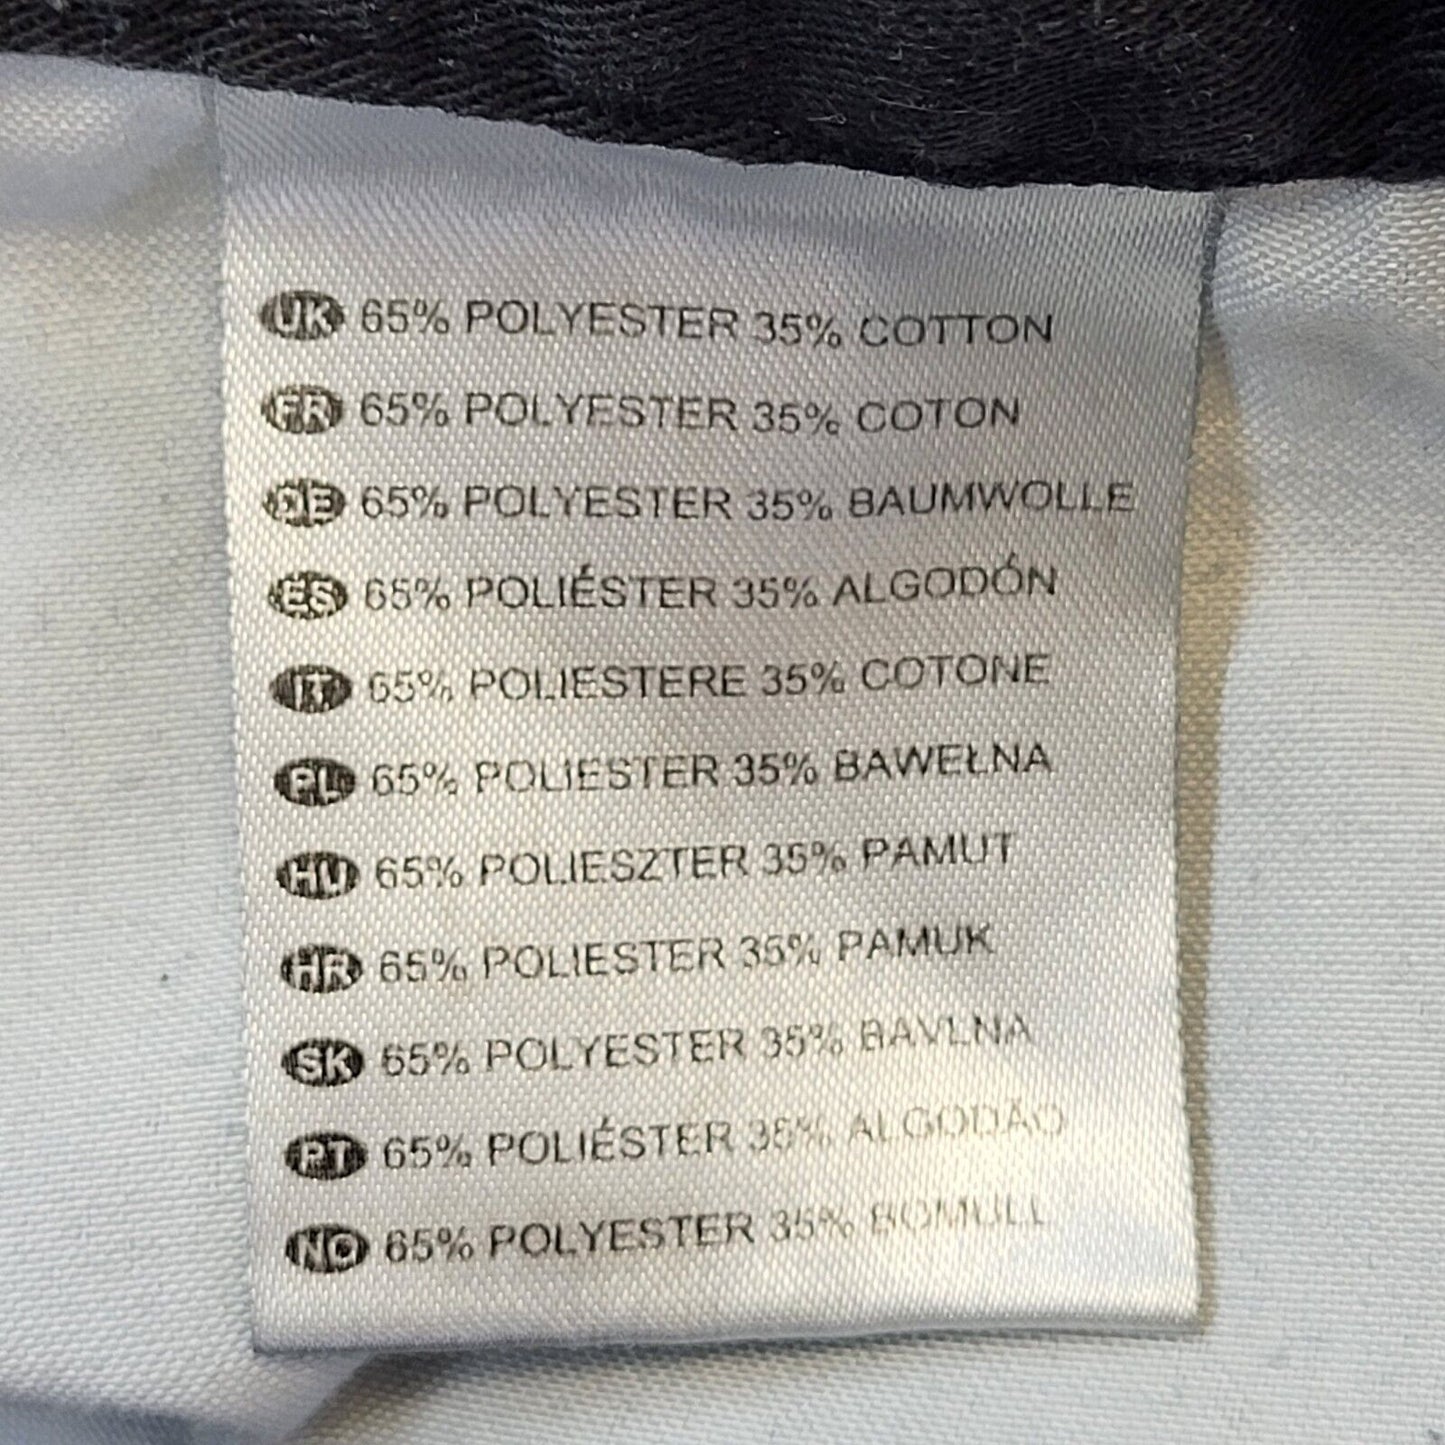 UK 65% POLYESTER 35% COTTON
FR 65% POLYESTER 35% COTON
DE 65% POLYESTER 35% BAUMWOLLE
ES 65% POLIÉSTER 35% ALGODÓN
IT 65% POLIESTERE 35% COTONE
PL 65% POLIESTER 35% BAWEŁNA
HU 65% POLIESZTER 35% PAMUT
HR 65% POLIESTER 35% PAMUK
SK 65% POLYESTER 35% BAVLNA
PT 65% POLIÉSTER 35% ALGODÃO
NO 65% POLYESTER 35% BOMULL